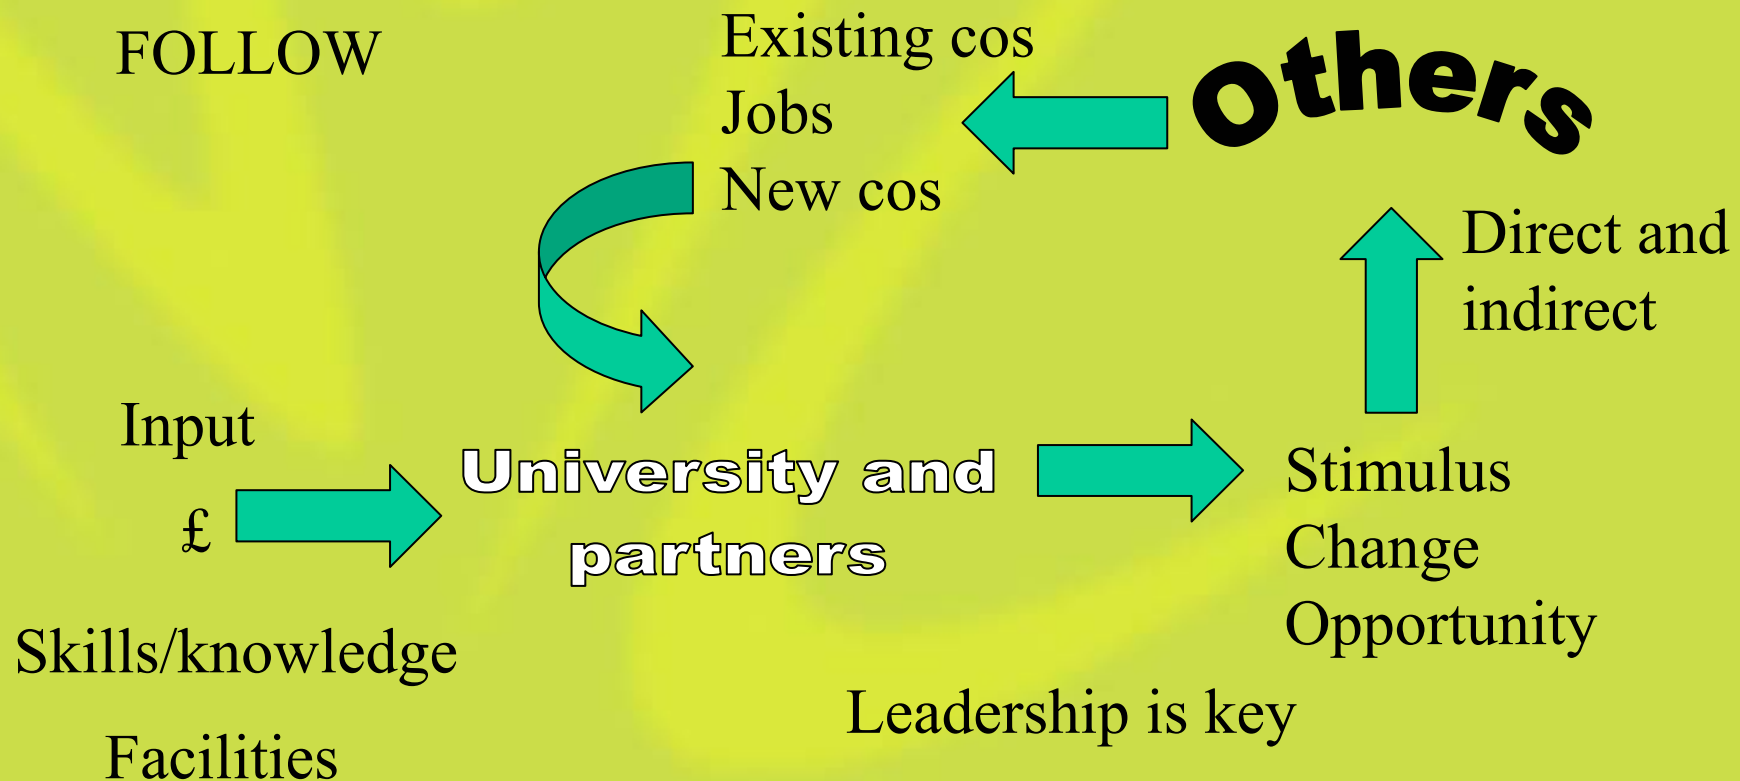 FOLLOW
Existing cos
Jobs
New cos
Others
Direct and
indirect
Input
£
Skills/knowledge
Facilities
University and
partners
Stimulus
Change
Opportunity
Leadership is key